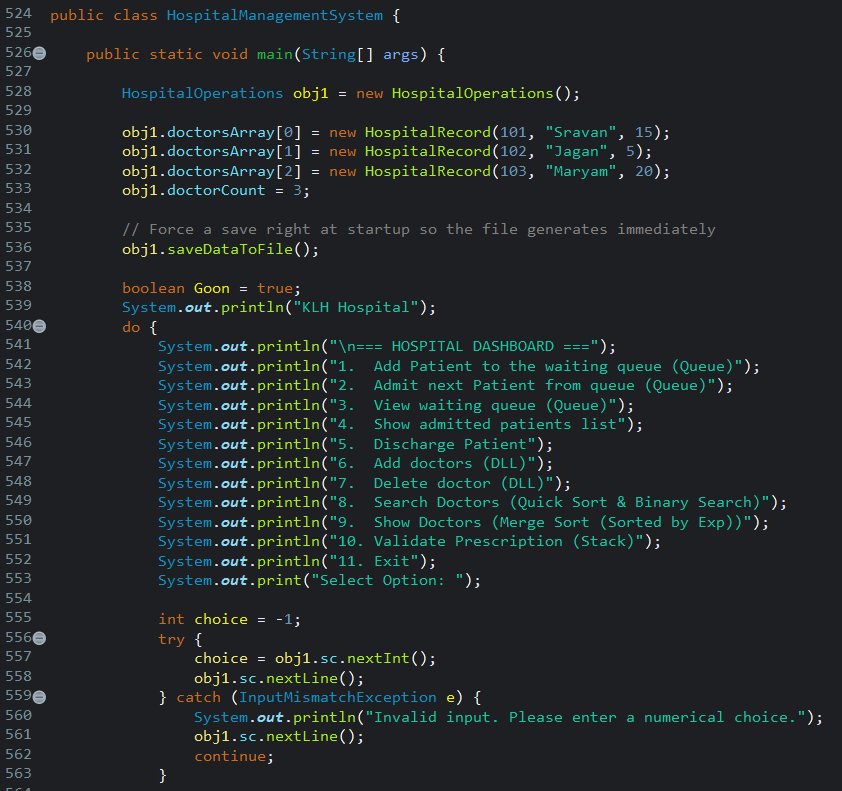 524 public class HospitalManagementSystem {
525
526 public static void main(String[] args) {
527
528 HospitalOperations obj1 = new HospitalOperations();
529
530 obj1.doctorsArray[0] = new HospitalRecord(101, "Sravan", 15);
531 obj1.doctorsArray[1] = new HospitalRecord(102, "Jagan", 5);
532 obj1.doctorsArray[2] = new HospitalRecord(103, "Maryam", 20);
533 obj1.doctorCount = 3;
534
535 // Force a save right at startup so the file generates immediately
536 obj1.saveDataToFile();
537
538 boolean Goon = true;
539 System.out.println("KLH Hospital");
540 do {
541 System.out.println("\n=== HOSPITAL DASHBOARD ===");
542 System.out.println("1.  Add Patient to the waiting queue (Queue)");
543 System.out.println("2.  Admit next Patient from queue (Queue)");
544 System.out.println("3.  View waiting queue (Queue)");
545 System.out.println("4.  Show admitted patients list");
546 System.out.println("5.  Discharge Patient");
547 System.out.println("6.  Add doctors (DLL)");
548 System.out.println("7.  Delete doctor (DLL)");
549 System.out.println("8.  Search Doctors (Quick Sort & Binary Search)");
550 System.out.println("9.  Show Doctors (Merge Sort (Sorted by Exp))");
551 System.out.println("10. Validate Prescription (Stack)");
552 System.out.println("11. Exit");
553 System.out.print("Select Option: ");
554
555 int choice = -1;
556 try {
557 choice = obj1.sc.nextInt();
558 obj1.sc.nextLine();
559 } catch (InputMismatchException e) {
560 System.out.println("Invalid input. Please enter a numerical choice.");
561 obj1.sc.nextLine();
562 continue;
563 }